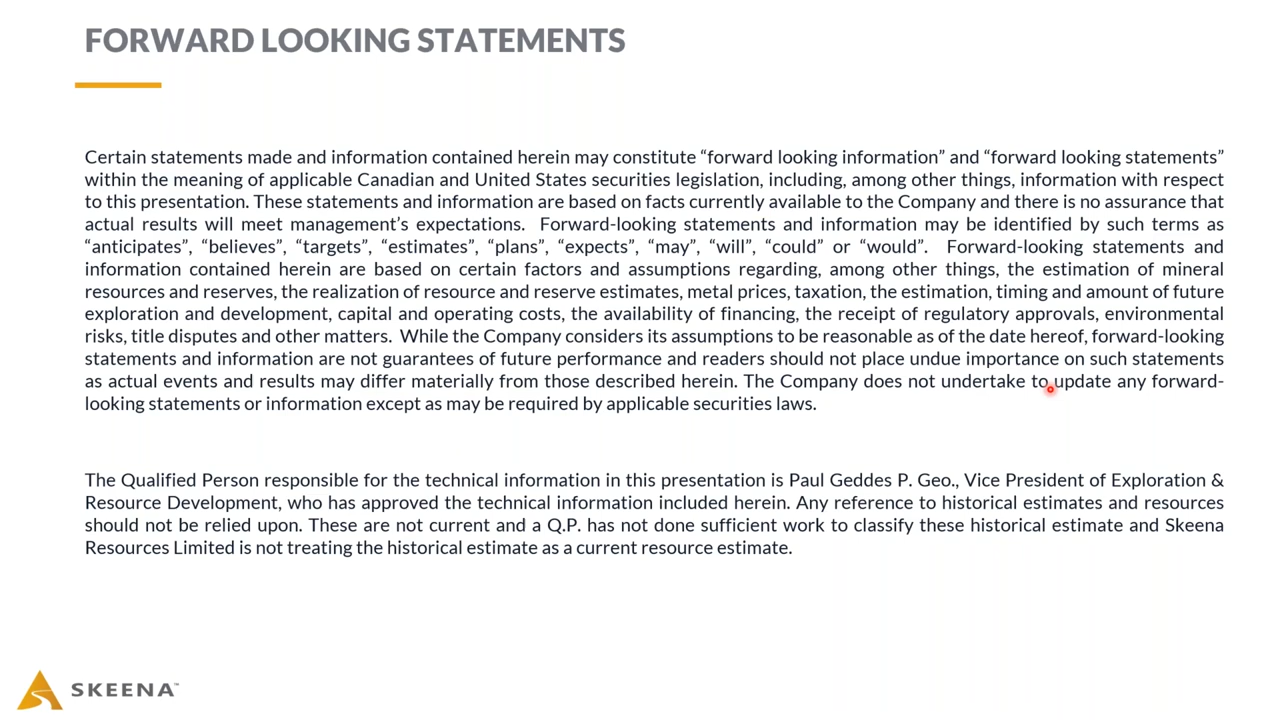 FORWARD LOOKING STATEMENTS
Certain statements made and information contained herein may constitute “forward looking information” and “forward looking statements”
within the meaning of applicable Canadian and United States securities legislation, including, among other things, information with respect
to this presentation. These statements and information are based on facts currently available to the Company and there is no assurance that
actual results will meet management’s expectations.  Forward-looking statements and information may be identified by such terms as
“anticipates”, “believes”, “targets”, “estimates”, “plans”, “expects”, “may”, “will”, “could” or “would”.  Forward-looking statements and
information contained herein are based on certain factors and assumptions regarding, among other things, the estimation of mineral
resources and reserves, the realization of resource and reserve estimates, metal prices, taxation, the estimation, timing and amount of future
exploration and development, capital and operating costs, the availability of financing, the receipt of regulatory approvals, environmental
risks, title disputes and other matters.  While the Company considers its assumptions to be reasonable as of the date hereof, forward-looking
statements and information are not guarantees of future performance and readers should not place undue importance on such statements
as actual events and results may differ materially from those described herein. The Company does not undertake to update any forward-
looking statements or information except as may be required by applicable securities laws.
The Qualified Person responsible for the technical information in this presentation is Paul Geddes P. Geo., Vice President of Exploration &
Resource Development, who has approved the technical information included herein. Any reference to historical estimates and resources
should not be relied upon. These are not current and a Q.P. has not done sufficient work to classify these historical estimate and Skeena
Resources Limited is not treating the historical estimate as a current resource estimate.
SKEENA™